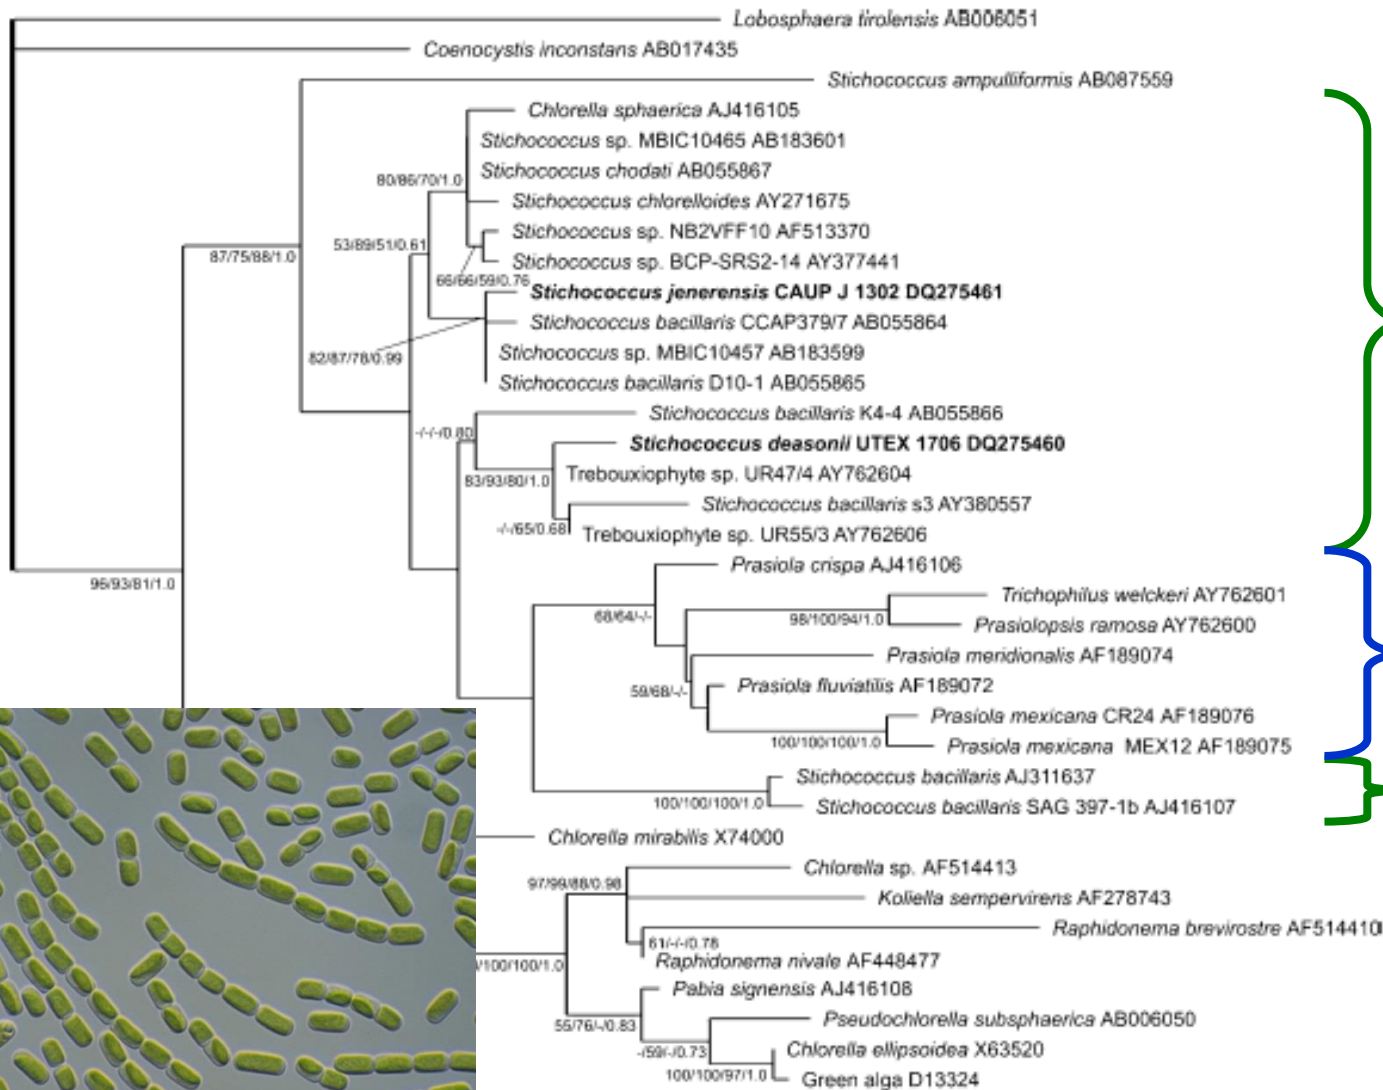 Lobosphaera tirolensis AB006051
Coenocystis inconstans AB017435
Stichococcus ampulliformis AB087559
Chlorella sphaerica AJ416105
Stichococcus sp. MBIC10465 AB183601
Stichococcus chodati AB055867
80/86/70/1.0
Stichococcus chlorelloides AY271675
Stichococcus sp. NB2VFF10 AF513370
53/89/51/0.61
87/75/88/1.0
Stichococcus sp. BCP-SRS2-14 AY377441
66/66/59/0.76
Stichococcus jenerensis CAUP J 1302 DQ275461
Stichococcus bacillaris CCAP379/7 AB055864
Stichococcus sp. MBIC10457 AB183599
82/87/78/0.99
Stichococcus bacillaris D10-1 AB055865
Stichococcus bacillaris K4-4 AB055866
-/-/-/0.80
Stichococcus deasonii UTEX 1706 DQ275460
Trebouxiophyte sp. UR47/4 AY762604
83/93/80/1.0
Stichococcus bacillaris s3 AY380557
-/-/65/0.68
Trebouxiophyte sp. UR55/3 AY762606
Prasiola crispa AJ416106
96/93/81/1.0
Trichophilus welckeri AY762601
68/64/-/-
98/100/94/1.0
Prasiolopsis ramosa AY762600
Prasiola meridionalis AF189074
Prasiola fluviatilis AF189072
59/68/-/-
Prasiola mexicana CR24 AF189076
100/100/100/1.0
Prasiola mexicana MEX12 AF189075
Stichococcus bacillaris AJ311637
100/100/100/1.0
Stichococcus bacillaris SAG 397-1b AJ416107
Chlorella mirabilis X74000
Chlorella sp. AF514413
97/99/88/0.98
Koliella sempervirens AF278743
Raphidonema brevirostre AF514410
61/-/-/0.78
Raphidonema nivale AF448477
/100/100/1.0
Pabia signensis AJ416108
Pseudochlorella subsphaerica AB006050
55/76/-/0.83
Chlorella ellipsoidea X63520
-/59/-/0.73
100/100/97/1.0
Green alga D13324